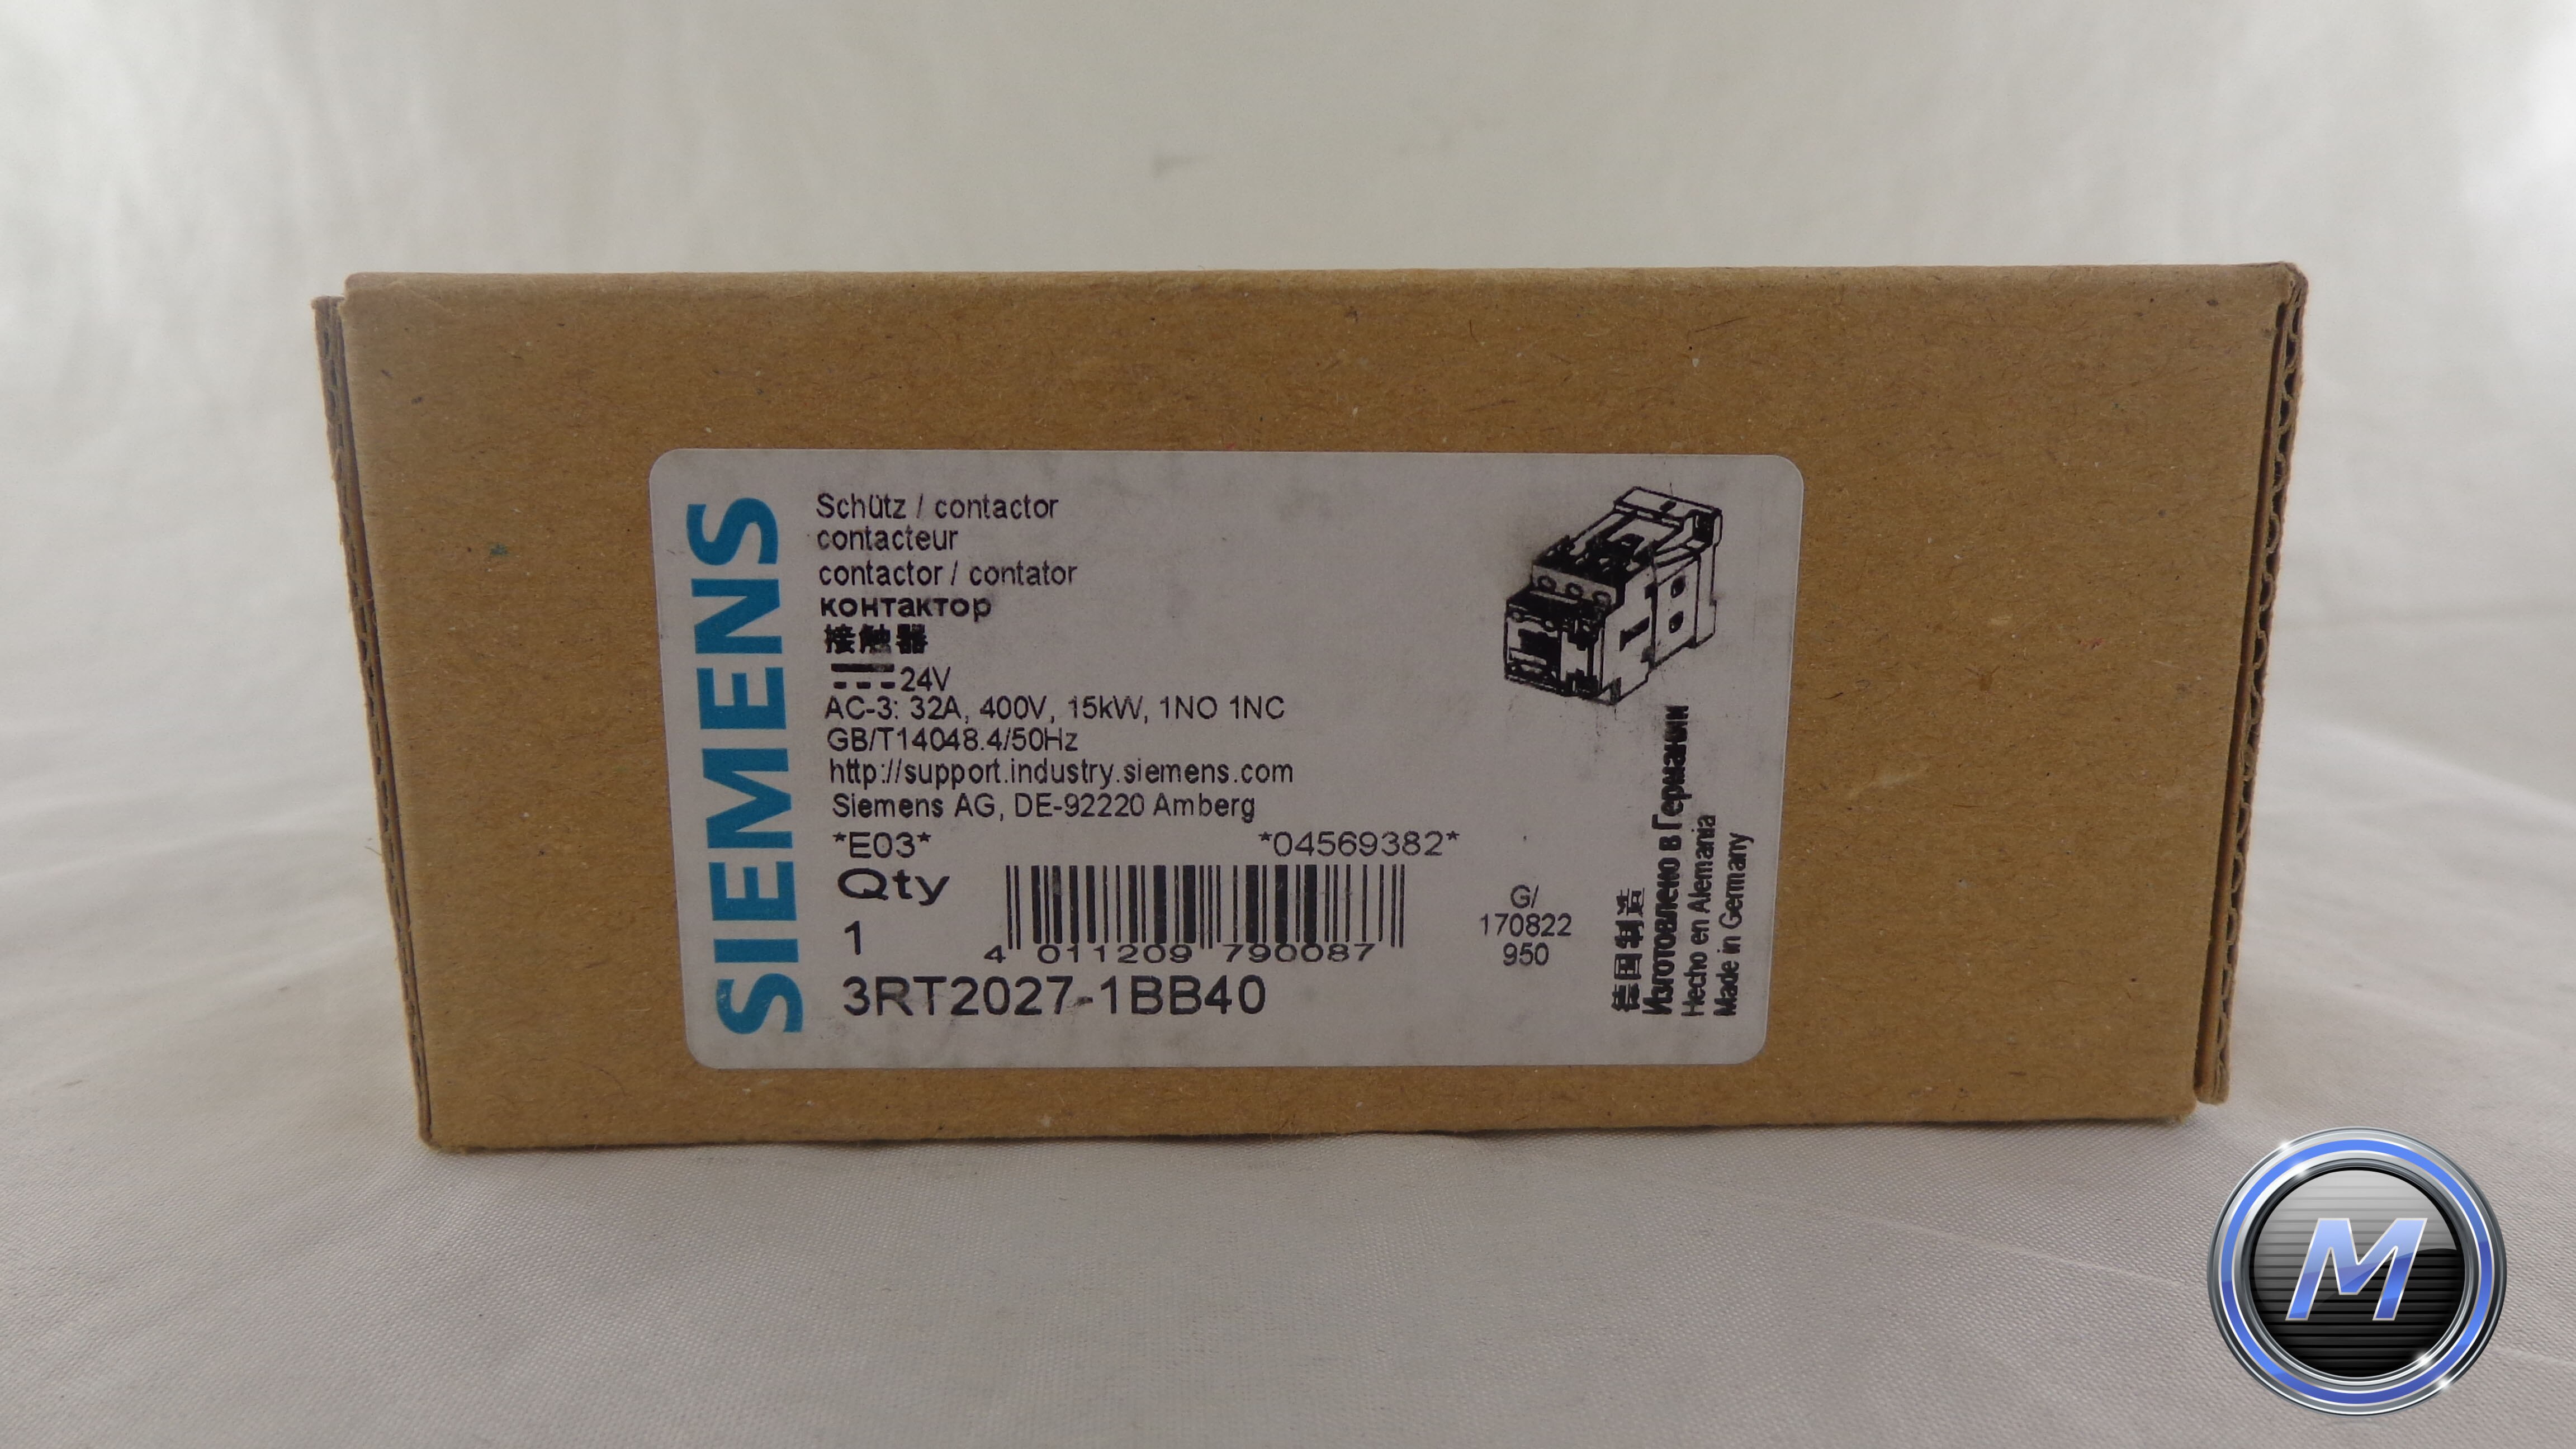 SIEMENS
Schütz / contactor
contacteur
contactor / contator
контактор
接触器
24V
AC-3: 32A, 400V, 15kW, 1NO 1NC
GB/T14048.4/50Hz
http://support.industry.siemens.com
Siemens AG, DE-92220 Amberg
*E03* *04569382*
Qty
1
4 011209 790087
3RT2027-1BB40
G/
170822
950
德国制造
Изготовлено в Германии
Hecho en Alemania
Made in Germany
M